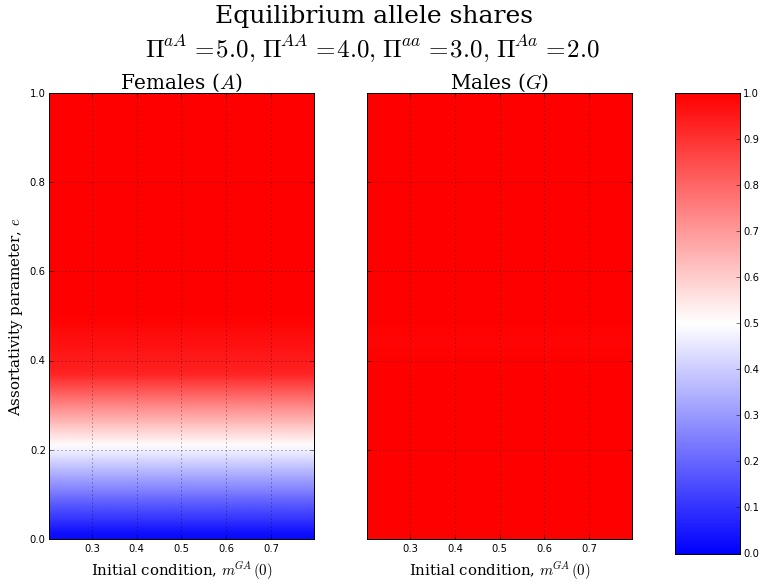 Equilibrium allele shares
Π^{aA} =5.0, Π^{AA} =4.0, Π^{aa} =3.0, Π^{Aa} =2.0
Females (A)
Males (G)
1.0
0.8
0.6
0.4
0.2
0.0
Assortativity parameter, e
0.3 0.4 0.5 0.6 0.7
Initial condition, m^{GA}(0)
0.3 0.4 0.5 0.6 0.7
Initial condition, m^{GA}(0)
1.0
0.9
0.8
0.7
0.6
0.5
0.4
0.3
0.2
0.1
0.0